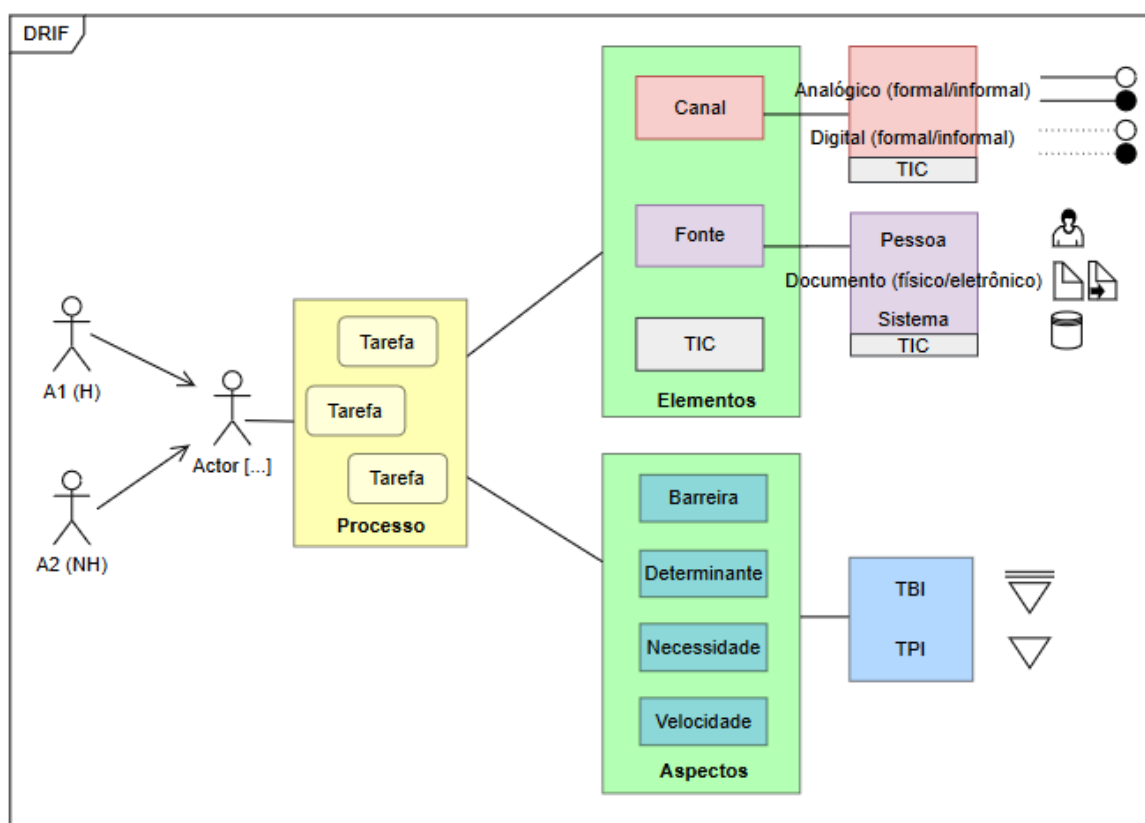 DRIF
A1 (H)
A2 (NH)
Actor [...]
Tarefa
Tarefa
Tarefa
Processo
Canal
Fonte
TIC
Elementos
Analógico (formal/informal)
Digital (formal/informal)
TIC
Pessoa
Documento (físico/eletrônico)
Sistema
TIC
Barreira
Determinante
Necessidade
Velocidade
Aspectos
TBI
TPI